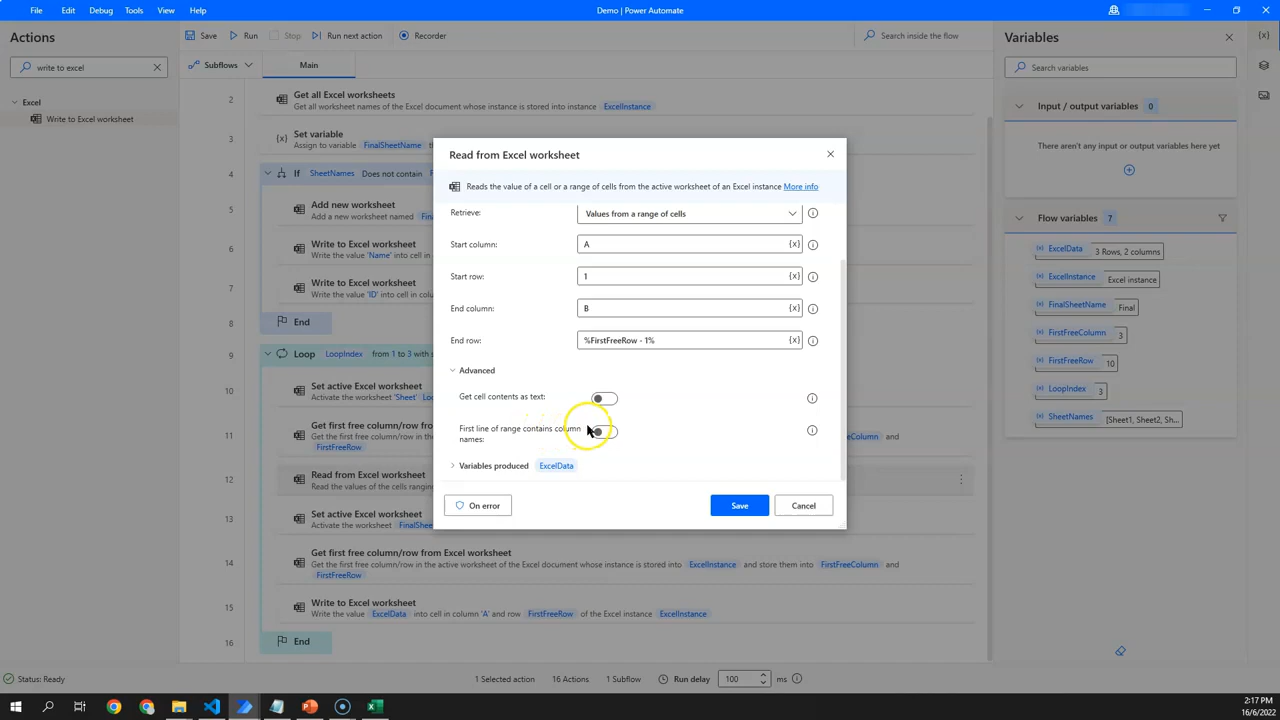 File Edit Debug Tools View Help
Demo | Power Automate
Actions
write to excel
Excel
Write to Excel worksheet
Save Run Stop Run next action Recorder
Search inside the flow
Subflows Main
2
Get all Excel worksheets
Get all worksheet names of the Excel document whose instance is stored into instance ExcelInstance
3
Set variable
{x} Assign to variable FinalSheetName
4
If SheetNames Does not contain
5
Add new worksheet
Add a new worksheet named
6
Write to Excel worksheet
Write the value 'Name' into cel in
7
Write to Excel worksheet
Write the value 'ID' into cell in colum
8
End
9
Loop LoopIndex from 1 to 3 with
10
Set active Excel worksheet
Activate the worksheet 'Sheet'
11
Get first free
Get the first free column/row in the
Column and
FirstFreeRow
12
Read from Excel worksheet
Read the values of the cells ranging
13
Set active Excel worksheet
Activate the worksheet
14
Get first free column/row from Excel worksheet
Get the first free column/row in the active worksheet of the Excel document whose instance is stored into ExcelInstance and store them into FirstFreeColumn and
FirstFreeRow
15
Write to Excel worksheet
Write the value ExcelData into cell in column 'A' and row FirstFreeRow of the Excel instance ExcelInstance
16
End
Read from Excel worksheet
Reads the value of a cell or a range of cells from the active worksheet of an Excel instance More info
Retrieve: Values from a range of cells
Start column: A {x}
Start row: 1 {x}
End column: B {x}
End row: %FirstFreeRow - 1% {x}
Advanced
Get cell contents as text:
First line of range contains column
names:
Variables produced ExcelData
On error Save Cancel
Variables
{x}
Search variables
Input / output variables 0
There aren't any input or output variables here yet
Flow variables 7
ExcelData 3 Rows, 2 columns
ExcelInstance Excel instance
FinalSheetName Final
FirstFreeColumn 3
FirstFreeRow 10
LoopIndex 3
SheetNames [Sheet1, Sheet2, Sh...
Status: Ready
1 Selected action 16 Actions 1 Subflow Run delay 100 ms
2:17 PM
16/6/2022